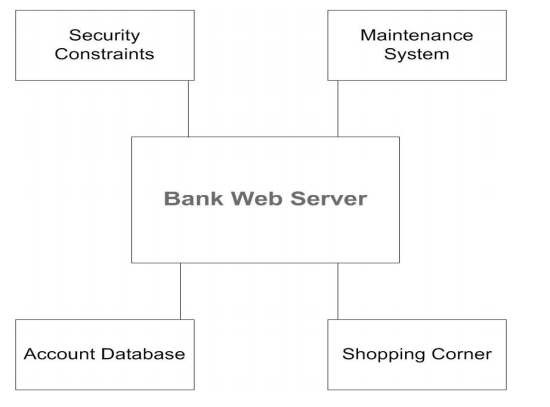 Security
Constraints
Maintenance
System
Bank Web Server
Account Database
Shopping Corner